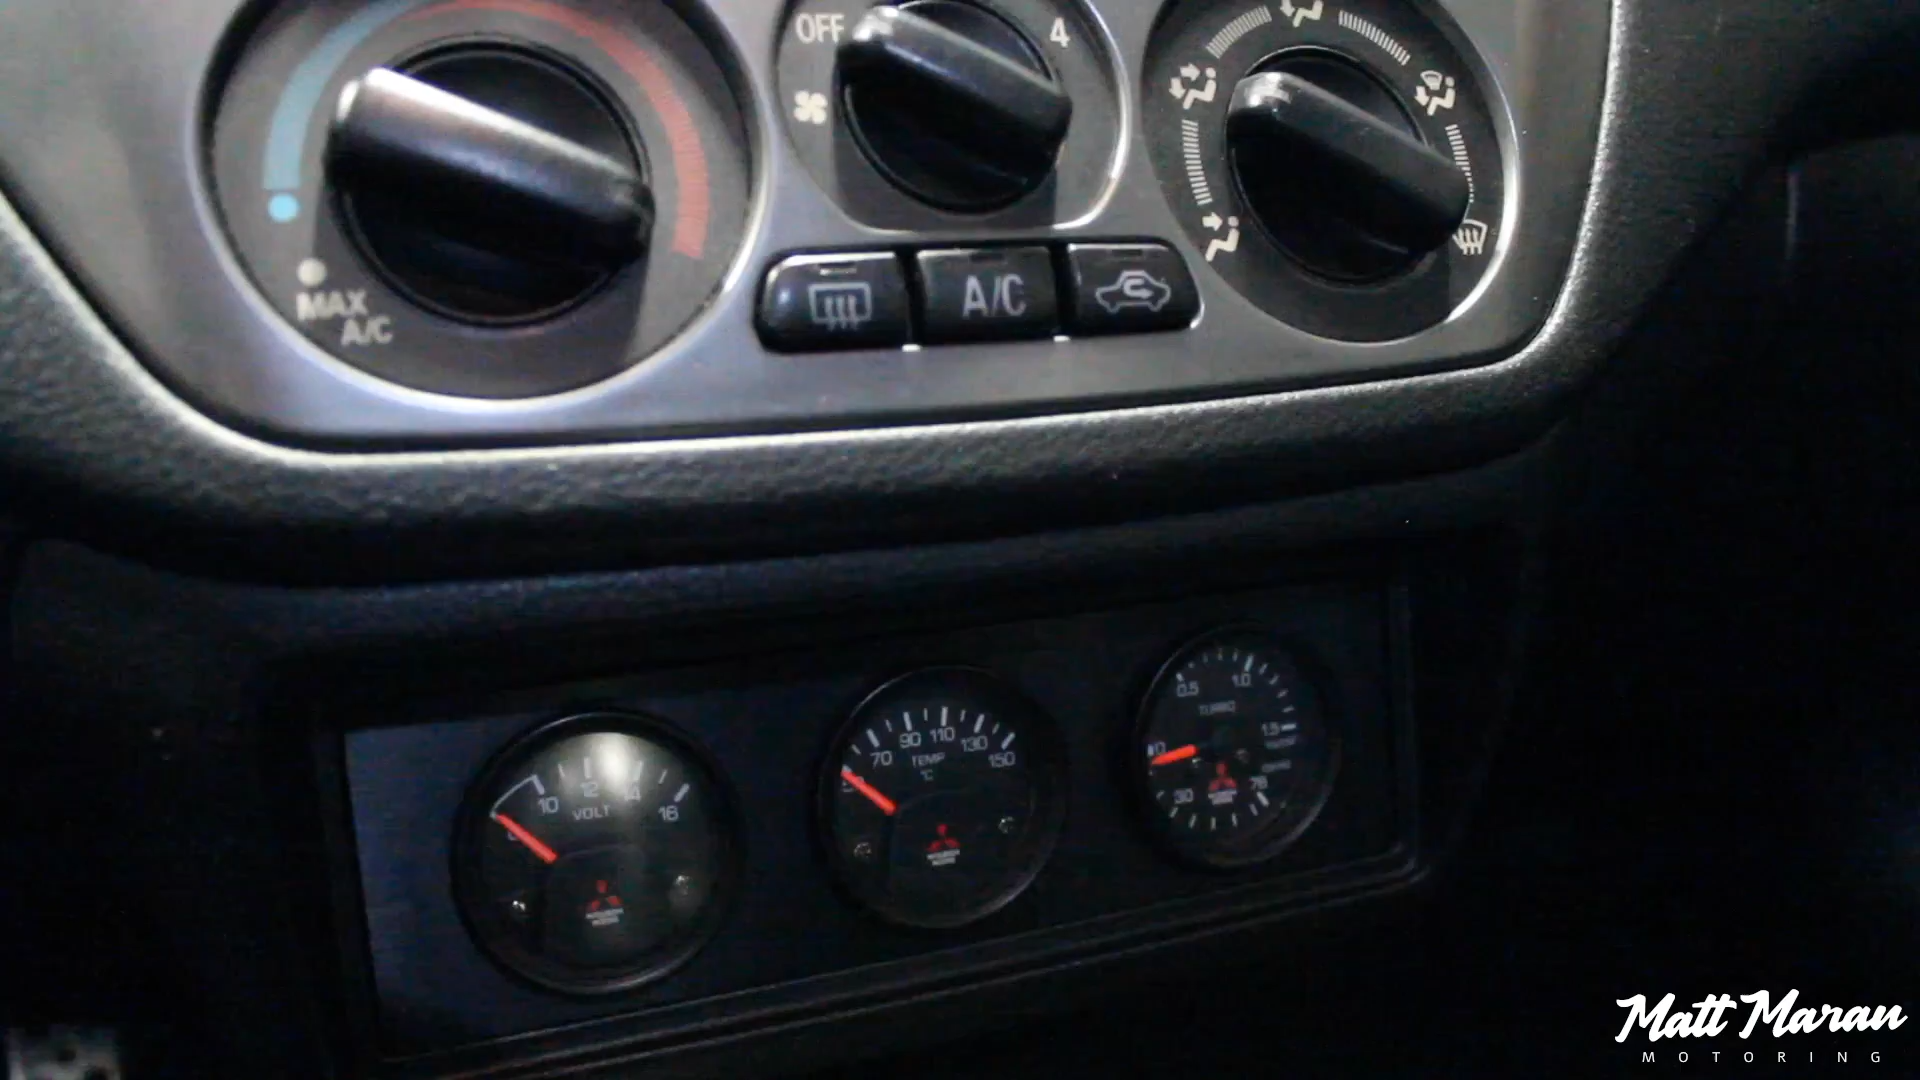 OFF
4
MAX
A/C
A/C
10 12 14 16
VOLT
70 90 110 130 150
TEMP
°C
0.5 1.0
TURBO
1.5
0
30
Matt Maran
MOTORING